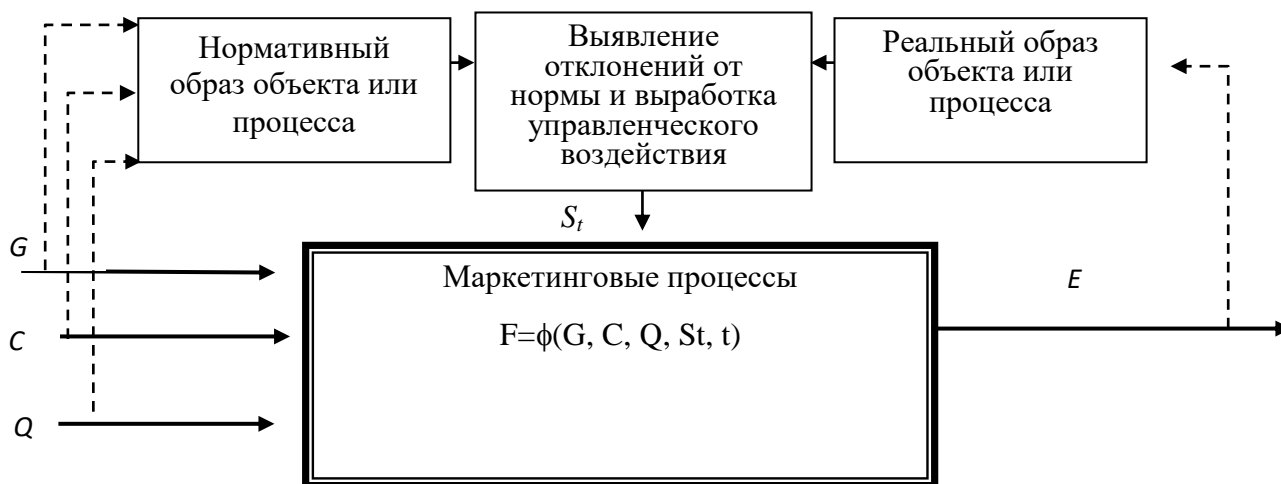 Нормативный
образ объекта или
процесса
Выявление
отклонений от
нормы и выработка
управленческого
воздействия
Реальный образ
объекта или
процесса
St
G
Маркетинговые процессы
E
F=ϕ(G, C, Q, St, t)
C
Q